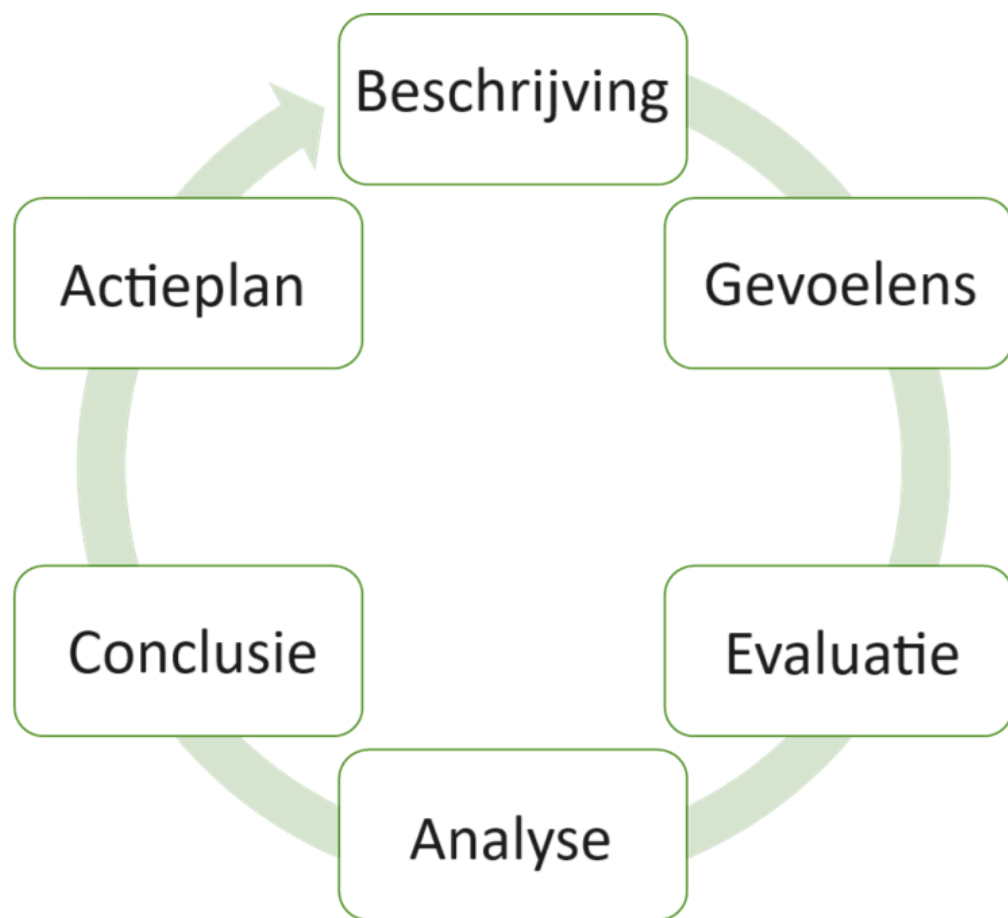 Beschrijving
Gevoelens
Evaluatie
Analyse
Conclusie
Actieplan